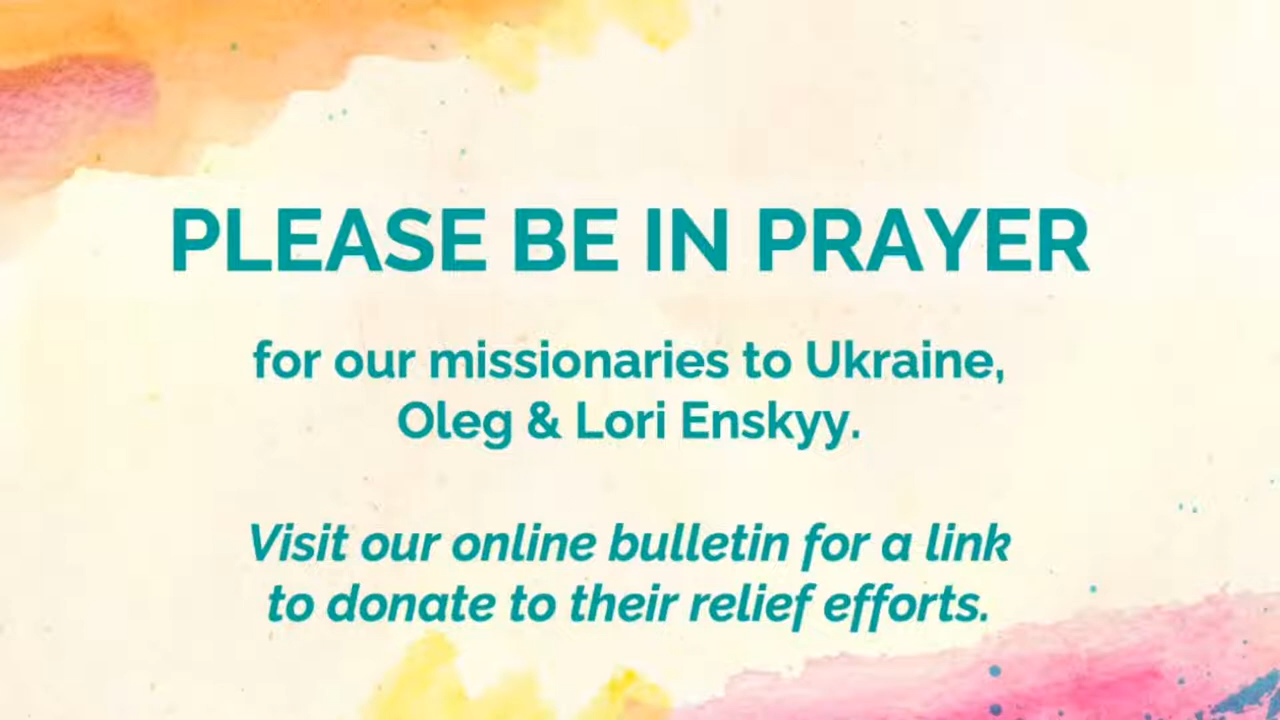 PLEASE BE IN PRAYER
for our missionaries to Ukraine,
Oleg & Lori Enskyy.
Visit our online bulletin for a link
to donate to their relief efforts.